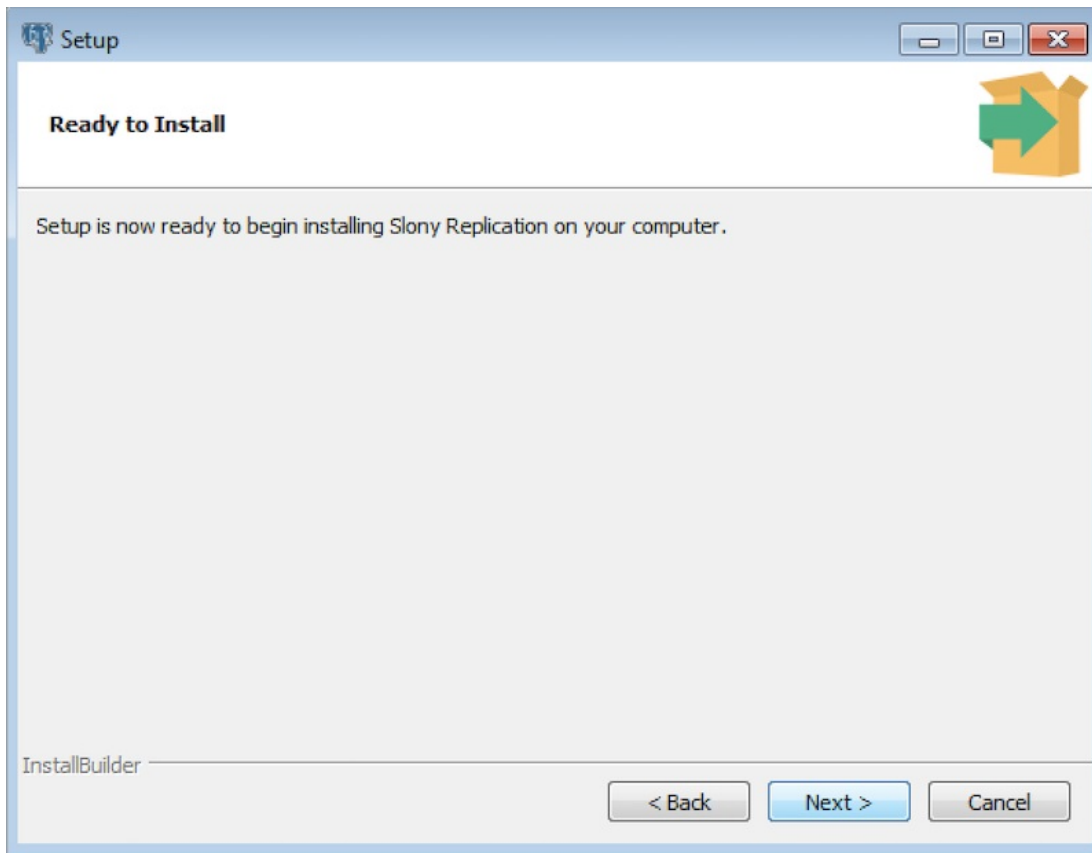 Setup
Ready to Install
Setup is now ready to begin installing Slony Replication on your computer.
InstallBuilder
< Back
Next >
Cancel